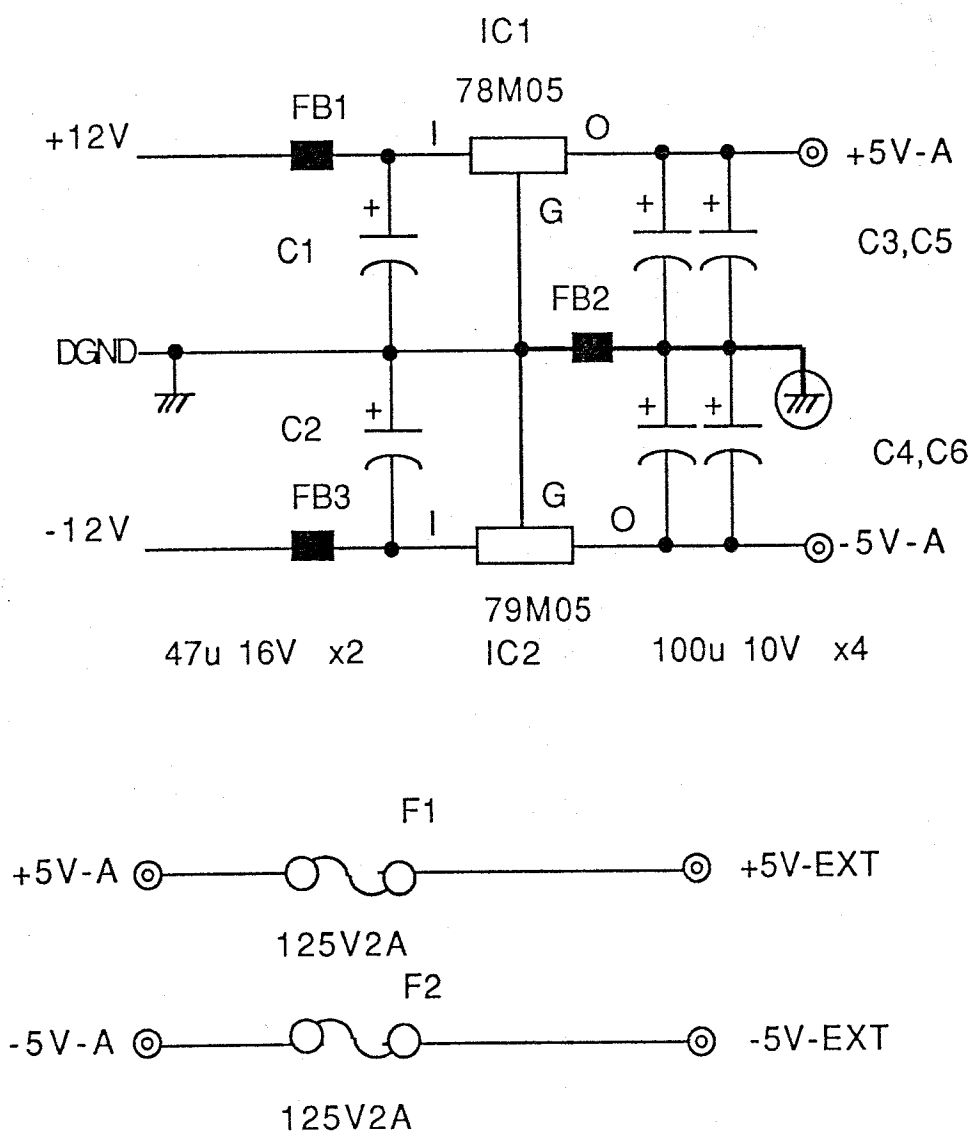 IC1
78M05
FB1
+12V
I
O
+5V-A
+
G
+
+
C1
C3,C5
FB2
DGND
+
+
+
C2
C4,C6
FB3
G
-12V
I
O
-5V-A
79M05
47u 16V x2
IC2
100u 10V x4
F1
+5V-A
+5V-EXT
125V2A
F2
-5V-A
-5V-EXT
125V2A